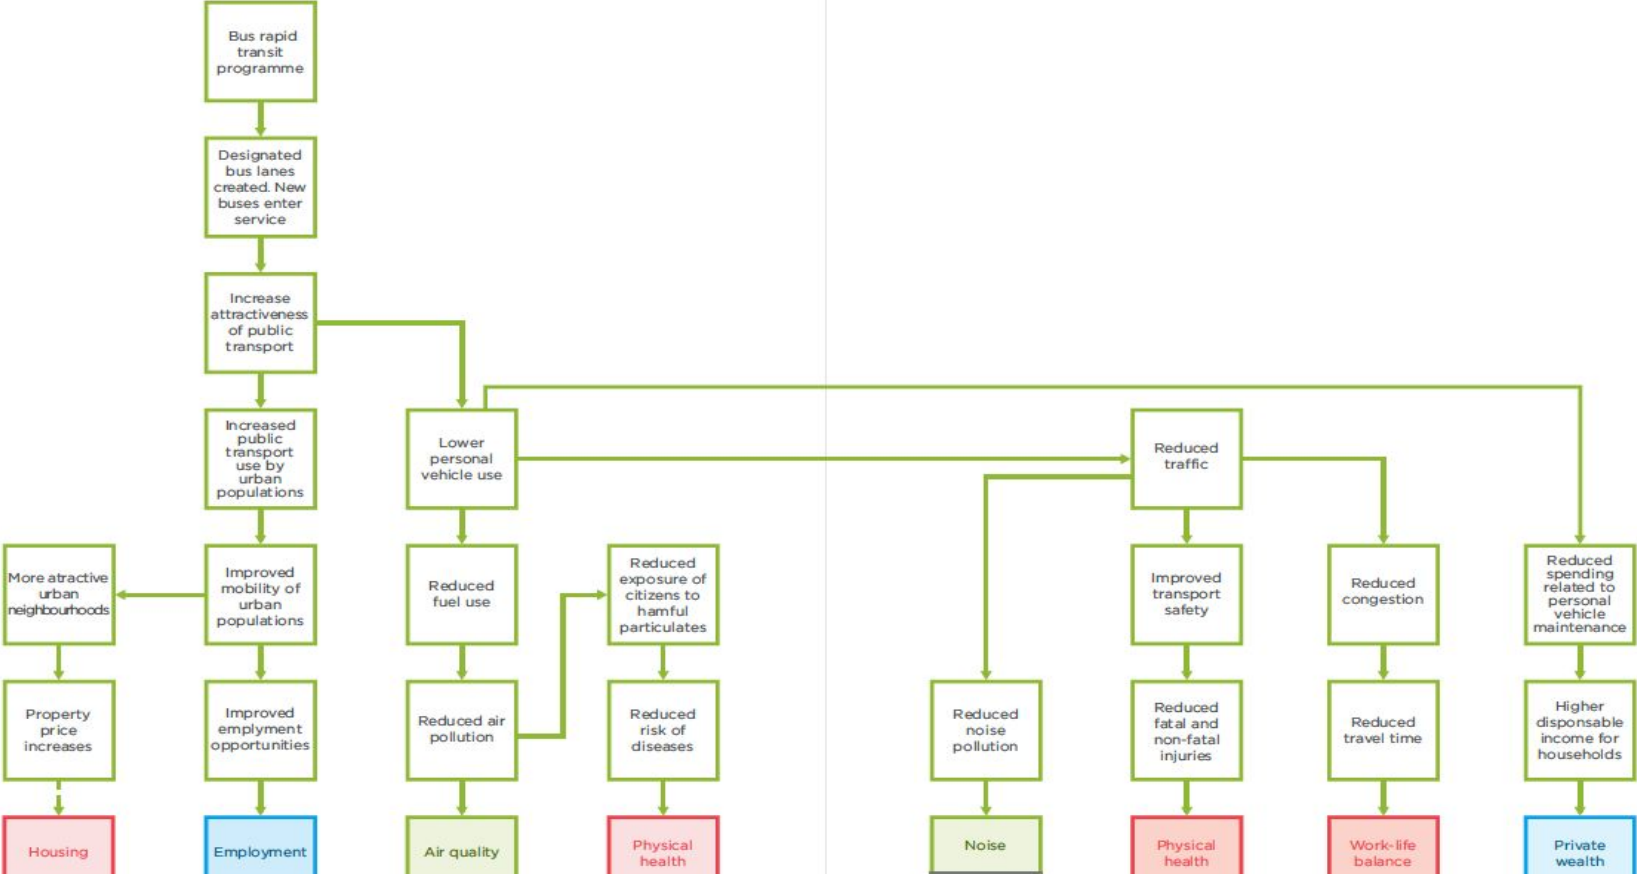 Bus rapid
transit
programme
Designated
bus lanes
created. New
buses enter
service
Increase
attractiveness
of public
transport
Increased
public
transport
use by
urban
populations
Lower
personal
vehicle use
Reduced
traffic
More atractive
urban
neighbourhoods
Improved
mobility of
urban
populations
Reduced
fuel use
Reduced
exposure of
citizens to
hamful
particulates
Improved
transport
safety
Reduced
congestion
Reduced
spending
related to
personal
vehicle
maintenance
Property
price
increases
Improved
emplyment
opportunities
Reduced air
pollution
Reduced
risk of
diseases
Reduced
noise
pollution
Reduced
fatal and
non-fatal
injuries
Reduced
travel time
Higher
disponsable
income for
households
Housing
Employment
Air quality
Physical
health
Noise
Physical
health
Work-life
balance
Private
wealth